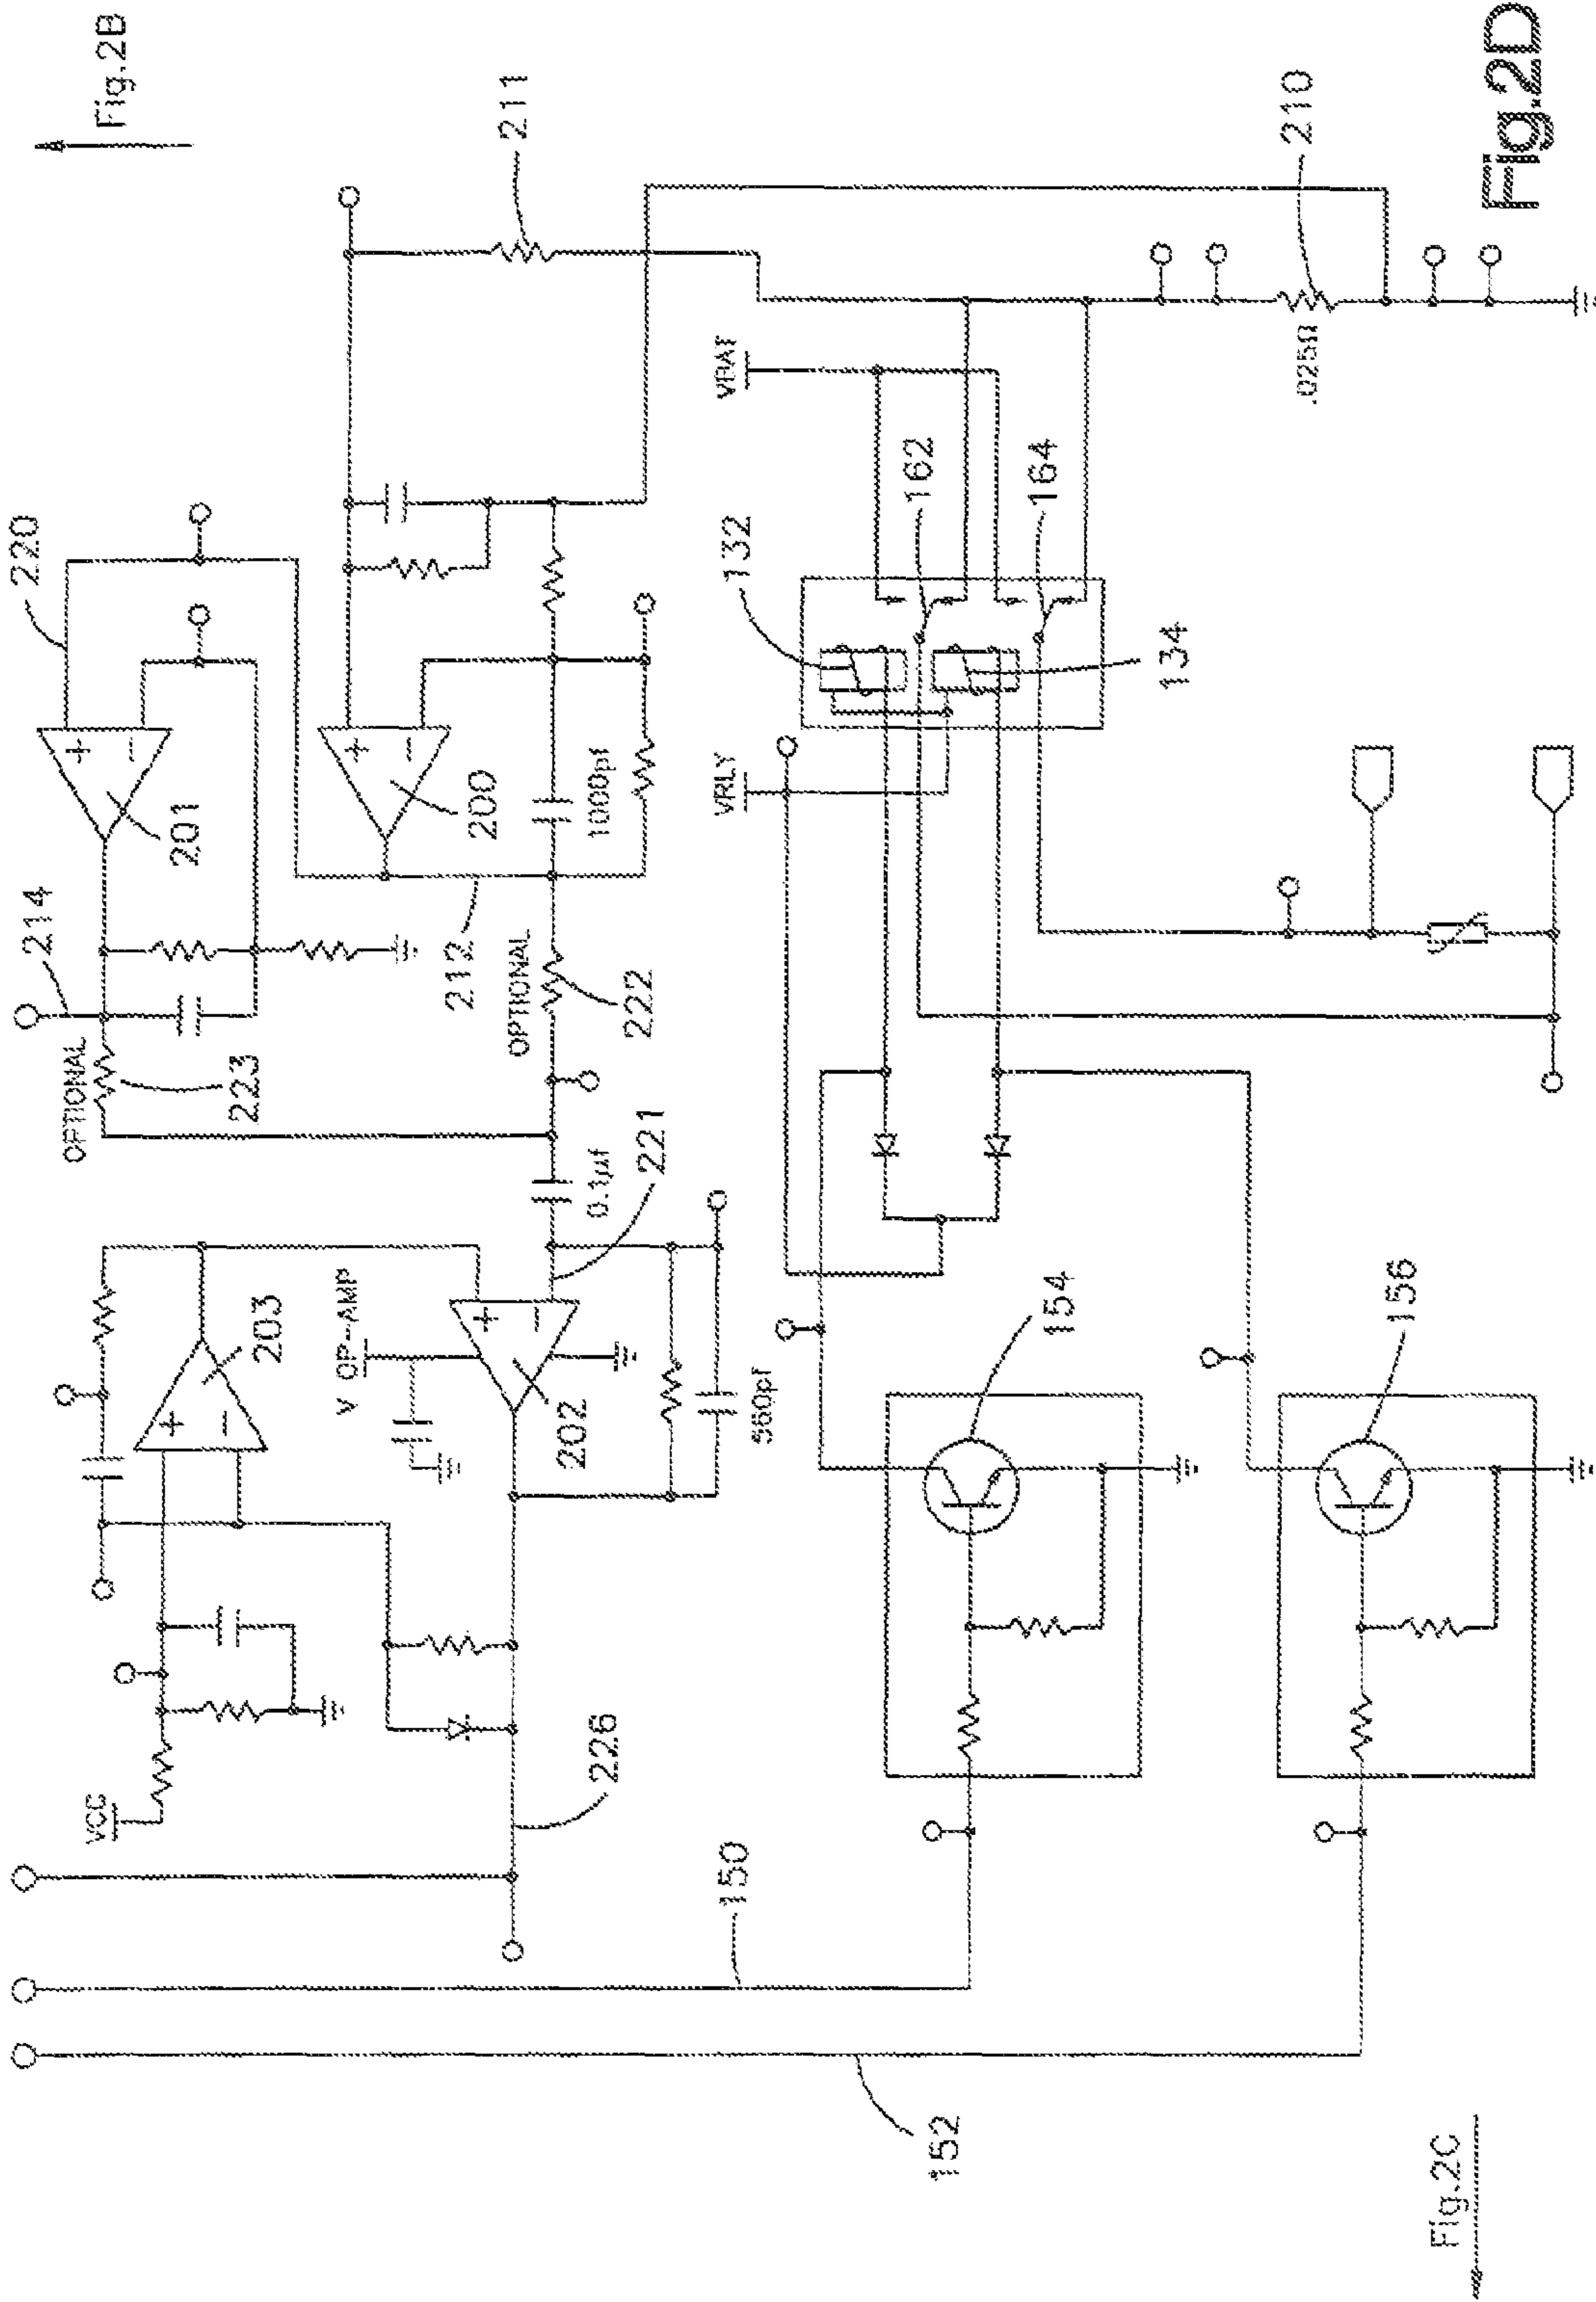 Fig.2B
214
220
OPTIONAL
201
223
211
VCC
203
212
200
1000pf
OPTIONAL
222
V OP-AMP
0.1µf
221
202
226
560pf
VRLY
VBAT
132
162
150
154
134
164
152
156
.025Ω
210
Fig.2C
Fig.2D